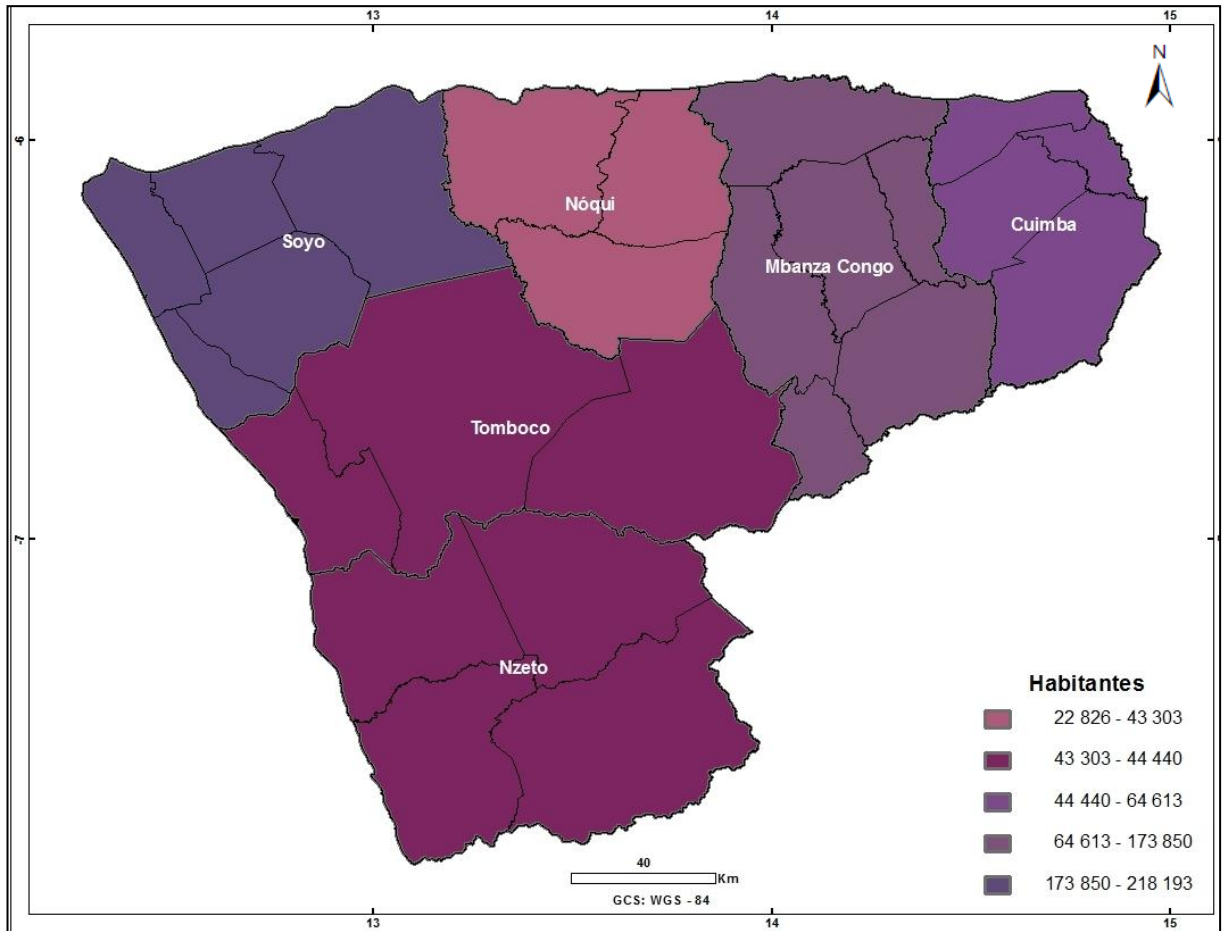 13 14 15
N
-6
Nóqui
Cuimba
Soyo
Mbanza Congo
Tomboco
-7
Nzeto
Habitantes
22 826 - 43 303
43 303 - 44 440
44 440 - 64 613
64 613 - 173 850
173 850 - 218 193
40
Km
GCS: WGS - 84
13 14 15